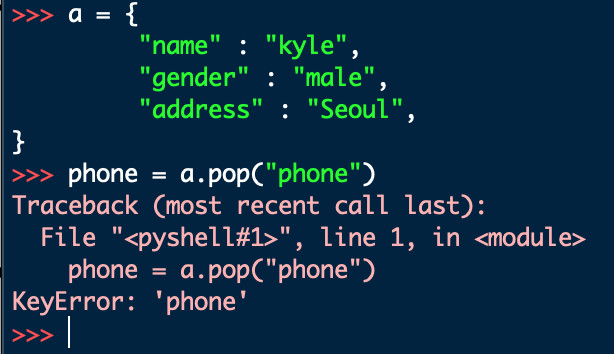 >>> a = {
         "name" : "kyle",
         "gender" : "male",
         "address" : "Seoul",
}
>>> phone = a.pop("phone")
Traceback (most recent call last):
  File "<pyshell#1>", line 1, in <module>
    phone = a.pop("phone")
KeyError: 'phone'
>>>